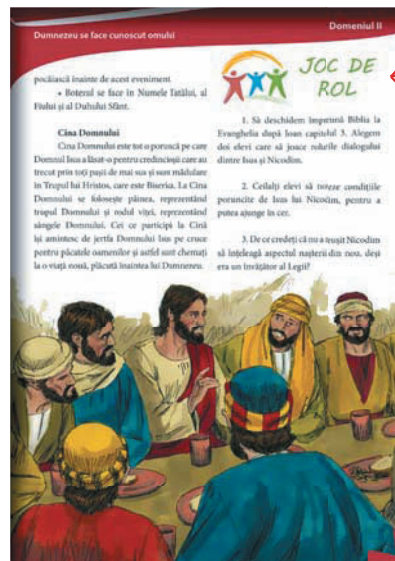 Dumnezeu se face cunoscut omului
Domeniul II
pocăiască înainte de acest eveniment.
• Botezul se face în Numele Tatălui, al
Fiului și al Duhului Sfânt.
Cina Domnului
Cina Domnului este tot o poruncă pe care
Domnul Isus a lăsat-o pentru credincioșii care au
trecut prin toți pașii de mai sus și sunt mădulare
în Trupul lui Hristos, care este Biserica. La Cina
Domnului se folosește pâinea, reprezentând
trupul Domnului și rodul viței, reprezentând
sângele Domnului. Cei ce participă la Cină
își amintesc de jertfa Domnului Isus pe cruce
pentru păcatele oamenilor și astfel sunt chemați
la o viață nouă, plăcută înaintea lui Dumnezeu.
JOC DE
ROL
1. Să deschidem împreună Biblia la
Evanghelia după Ioan capitolul 3. Alegem
doi elevi care să joace rolurile dialogului
dintre Isus și Nicodim.
2. Ceilalți elevi să noteze condițiile
poruncite de Isus lui Nicodim, pentru a
putea ajunge în cer.
3. De ce credeți că nu a reușit Nicodim
să înțeleagă aspectul nașterii din nou, deși
era un învățător al Legii?